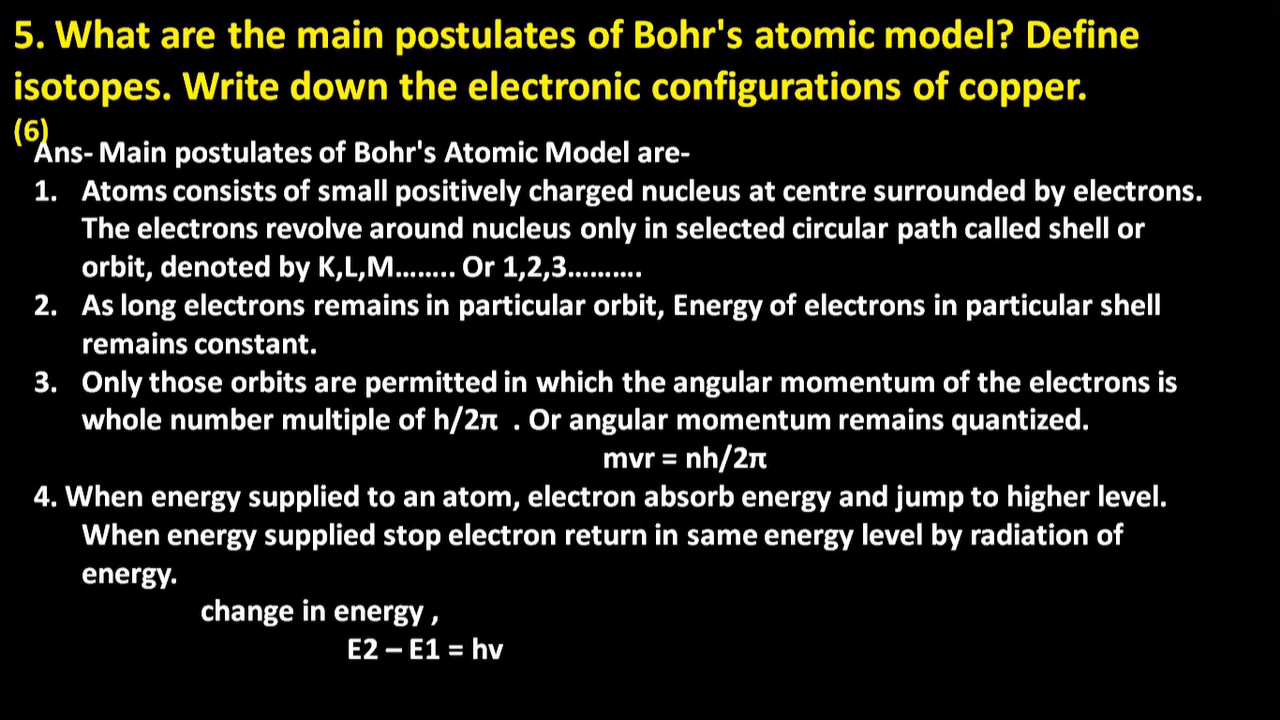 5. What are the main postulates of Bohr's atomic model? Define
isotopes. Write down the electronic configurations of copper.
(6)
Ans- Main postulates of Bohr's Atomic Model are-
1. Atoms consists of small positively charged nucleus at centre surrounded by electrons.
The electrons revolve around nucleus only in selected circular path called shell or
orbit, denoted by K,L,M........ Or 1,2,3..........
2. As long electrons remains in particular orbit, Energy of electrons in particular shell
remains constant.
3. Only those orbits are permitted in which the angular momentum of the electrons is
whole number multiple of h/2π . Or angular momentum remains quantized.
mvr = nh/2π
4. When energy supplied to an atom, electron absorb energy and jump to higher level.
When energy supplied stop electron return in same energy level by radiation of
energy.
change in energy ,
E2 – E1 = hv